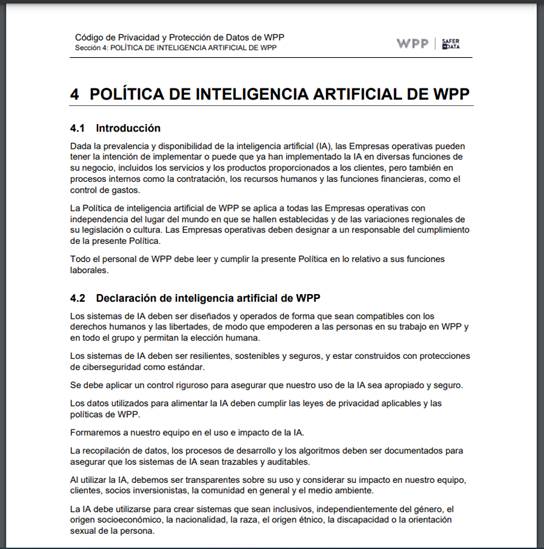 Código de Privacidad y Protección de Datos de WPP
Sección 4: POLÍTICA DE INTELIGENCIA ARTIFICIAL DE WPP
WPP | SAFER DATA
4 POLÍTICA DE INTELIGENCIA ARTIFICIAL DE WPP
4.1 Introducción
Dada la prevalencia y disponibilidad de la inteligencia artificial (IA), las Empresas operativas pueden
tener la intención de implementar o puede que ya han implementado la IA en diversas funciones de
su negocio, incluidos los servicios y los productos proporcionados a los clientes, pero también en
procesos internos como la contratación, los recursos humanos y las funciones financieras, como el
control de gastos.
La Política de inteligencia artificial de WPP se aplica a todas las Empresas operativas con
independencia del lugar del mundo en que se hallen establecidas y de las variaciones regionales de
su legislación o cultura. Las Empresas operativas deben designar a un responsable del cumplimiento
de la presente Política.
Todo el personal de WPP debe leer y cumplir la presente Política en lo relativo a sus funciones
laborales.
4.2 Declaración de inteligencia artificial de WPP
Los sistemas de IA deben ser diseñados y operados de forma que sean compatibles con los
derechos humanos y las libertades, de modo que empoderen a las personas en su trabajo en WPP y
en todo el grupo y permitan la elección humana.
Los sistemas de IA deben ser resilientes, sostenibles y seguros, y estar construidos con protecciones
de ciberseguridad como estándar.
Se debe aplicar un control riguroso para asegurar que nuestro uso de la IA sea apropiado y seguro.
Los datos utilizados para alimentar la IA deben cumplir las leyes de privacidad aplicables y las
políticas de WPP.
Formaremos a nuestro equipo en el uso e impacto de la IA.
La recopilación de datos, los procesos de desarrollo y los algoritmos deben ser documentados para
asegurar que los sistemas de IA sean trazables y auditables.
Al utilizar la IA, debemos ser transparentes sobre su uso y considerar su impacto en nuestro equipo,
clientes, socios inversionistas, la comunidad en general y el medio ambiente.
La IA debe utilizarse para crear sistemas que sean inclusivos, independientemente del género, el
origen socioeconómico, la nacionalidad, la raza, el origen étnico, la discapacidad o la orientación
sexual de la persona.